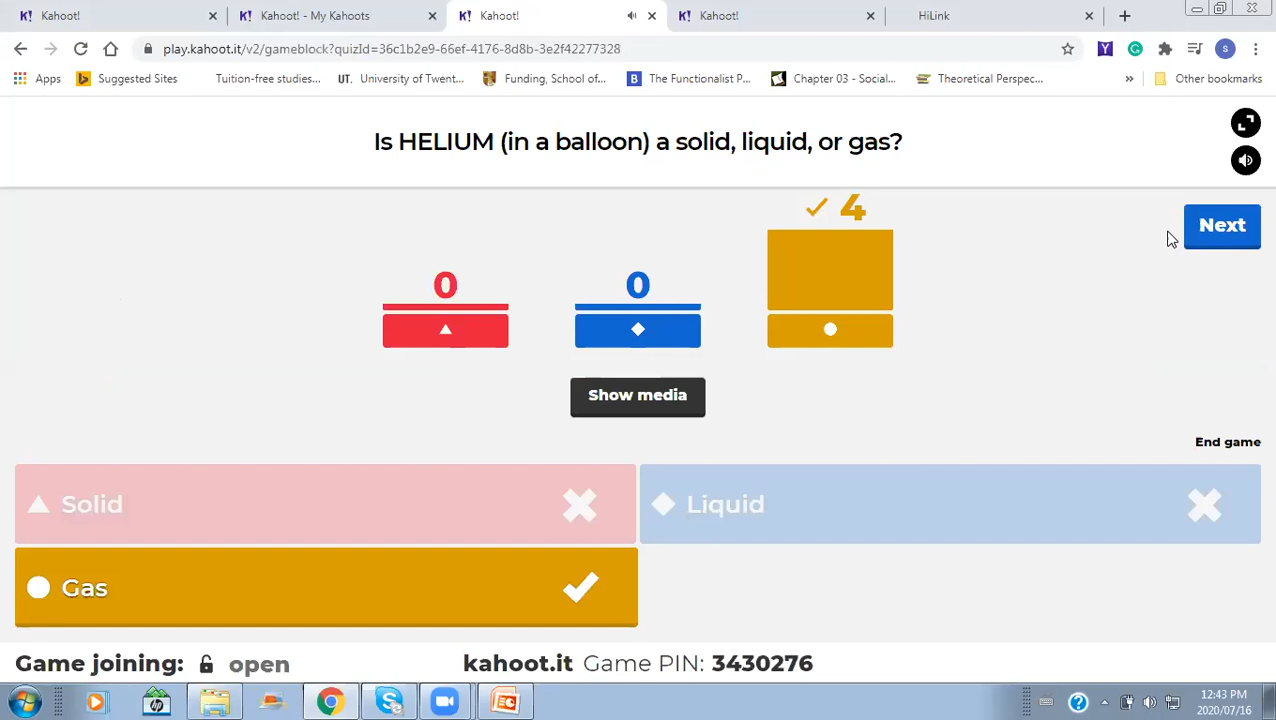 Kahoot!
Kahoot! - My Kahoots
Kahoot!
Kahoot!
HiLink
play.kahoot.it/v2/gameblock?quizId=36c1b2e9-66ef-4176-8d8b-3e2f42277328
Apps
Suggested Sites
Tuition-free studies...
UT. University of Twent...
Funding, School of...
The Functionalist P...
Chapter 03 - Social...
Theoretical Perspec...
»
Other bookmarks
Is HELIUM (in a balloon) a solid, liquid, or gas?
4
Next
0
0
Show media
End game
Solid
Liquid
Gas
Game joining: open
kahoot.it Game PIN: 3430276
12:43 PM
2020/07/16